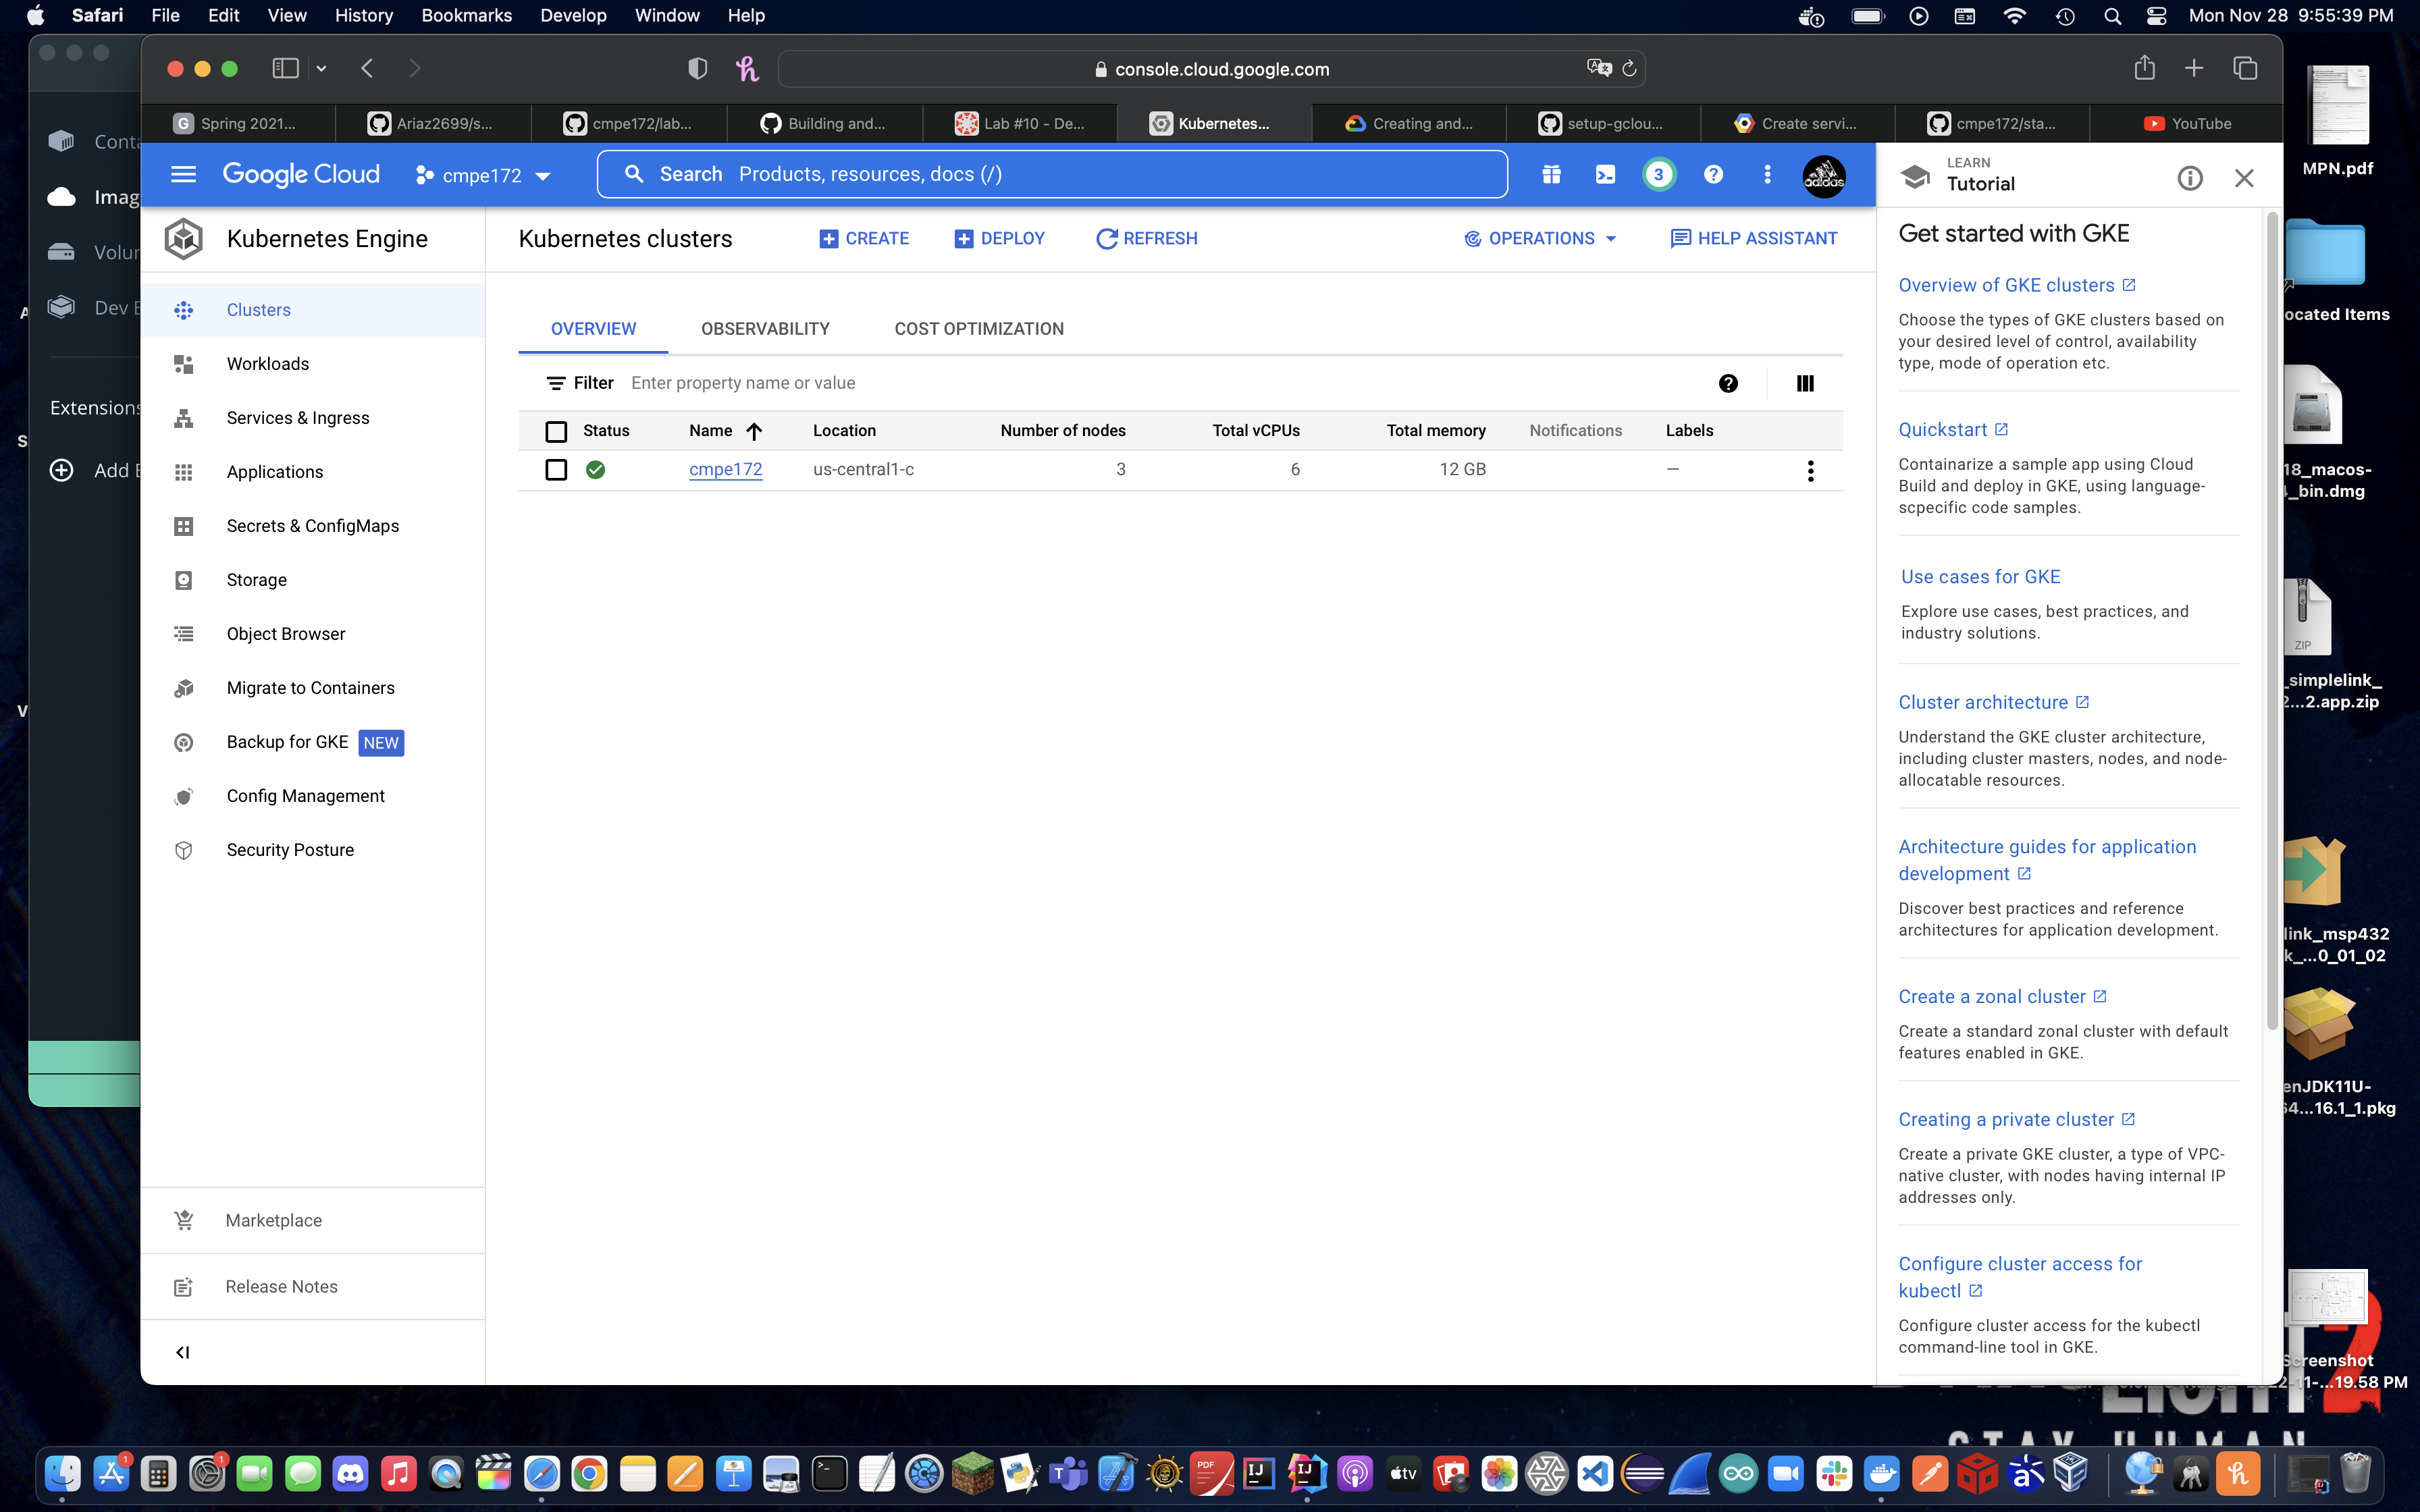 Safari File Edit View History Bookmarks Develop Window Help
Mon Nov 28 9:55:39 PM
console.cloud.google.com
G Spring 2021...
Ariaz2699/s...
cmpe172/lab...
Building and...
Lab #10 - De...
Kubernetes...
Creating and...
setup-gclou...
Create servi...
cmpe172/sta...
YouTube
Google Cloud
cmpe172
Search Products, resources, docs (/)
3
adidas
LEARN
Tutorial
Kubernetes Engine
Clusters
Workloads
Services & Ingress
Applications
Secrets & ConfigMaps
Storage
Object Browser
Migrate to Containers
Backup for GKE NEW
Config Management
Security Posture
Marketplace
Release Notes
Kubernetes clusters
CREATE
DEPLOY
REFRESH
OPERATIONS
HELP ASSISTANT
OVERVIEW OBSERVABILITY COST OPTIMIZATION
Filter Enter property name or value
Status Name Location Number of nodes Total vCPUs Total memory Notifications Labels
cmpe172 us-central1-c 3 6 12 GB —
Get started with GKE
Overview of GKE clusters
Choose the types of GKE clusters based on
your desired level of control, availability
type, mode of operation etc.
Quickstart
Containarize a sample app using Cloud
Build and deploy in GKE, using language-
scpecific code samples.
Use cases for GKE
Explore use cases, best practices, and
industry solutions.
Cluster architecture
Understand the GKE cluster architecture,
including cluster masters, nodes, and node-
allocatable resources.
Architecture guides for application
development
Discover best practices and reference
architectures for application development.
Create a zonal cluster
Create a standard zonal cluster with default
features enabled in GKE.
Creating a private cluster
Create a private GKE cluster, a type of VPC-
native cluster, with nodes having internal IP
addresses only.
Configure cluster access for
kubectl
Configure cluster access for the kubectl
command-line tool in GKE.
Conta
Imag
Volur
Dev E
Extensions
Add E
MPN.pdf
ocated Items
18_macos-
_bin.dmg
ZIP
_simplelink_
2...2.app.zip
link_msp432
k_...0_01_02
enJDK11U-
64...16.1_1.pkg
Screenshot
2-11-...19.58 PM
STAY HUMAN
PDF
IJ
IJ
tv